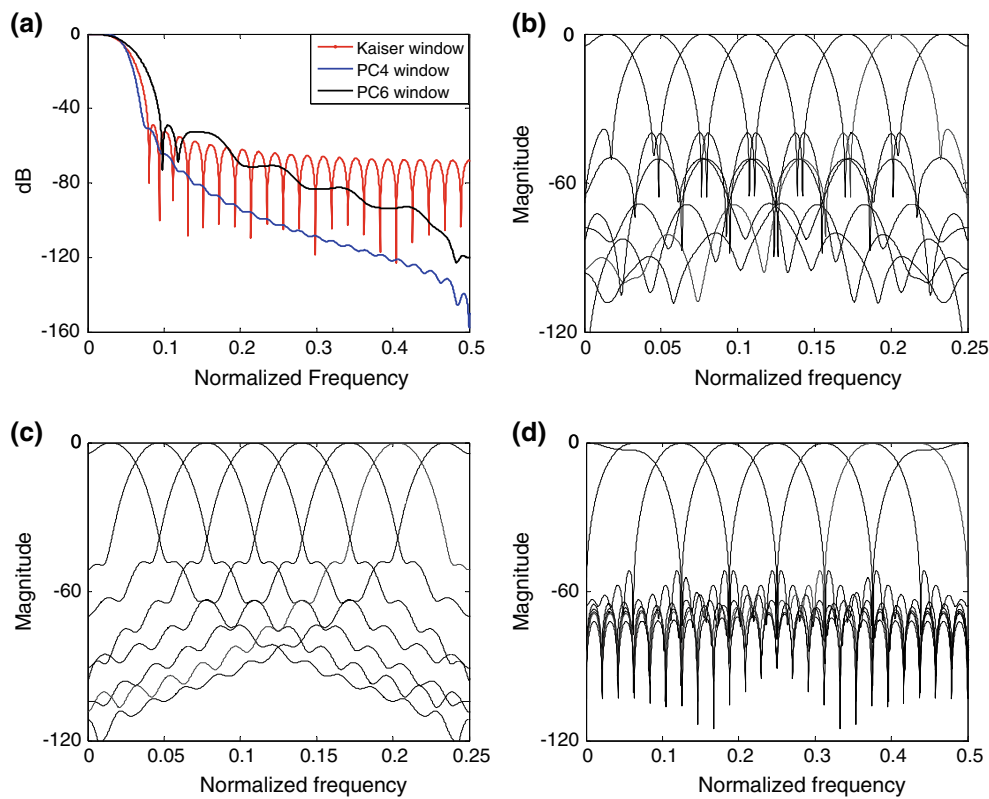 (a)
0
-40
-80
-120
-160
dB
0
0.1
0.2
0.3
0.4
0.5
Normalized Frequency
Kaiser window
PC4 window
PC6 window
(b)
0
-60
-120
Magnitude
0
0.05
0.1
0.15
0.2
0.25
Normalized frequency
(c)
0
-60
-120
Magnitude
0
0.05
0.1
0.15
0.2
0.25
Normalized frequency
(d)
0
-60
-120
Magnitude
0
0.1
0.2
0.3
0.4
0.5
Normalized frequency